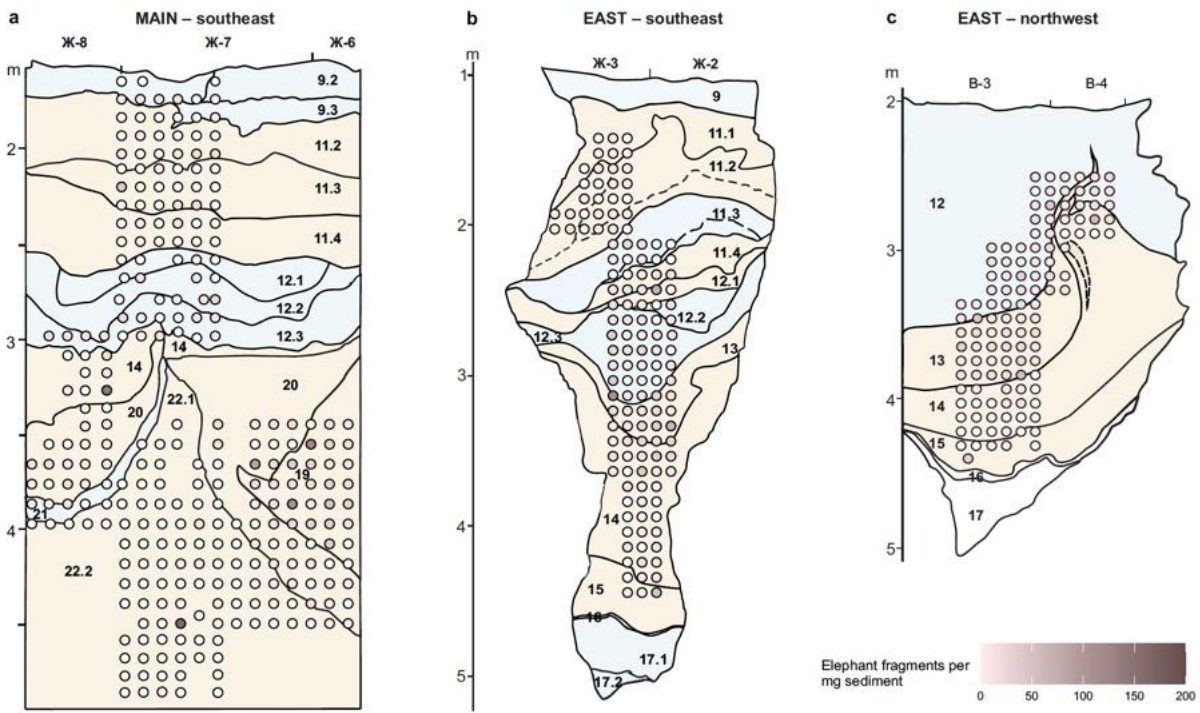 a
MAIN – southeast
Ж-8
Ж-7
Ж-6
m
2
3
4
9.2
9.3
11.2
11.3
11.4
12.1
12.2
12.3
14
14
20
20
22.1
19
21
22.2
b
EAST – southeast
Ж-3
Ж-2
m
1
2
3
4
5
9
11.1
11.2
11.3
11.4
12.1
12.2
12.3
13
14
15
16
17.1
17.2
c
EAST – northwest
B-3
B-4
m
2
3
4
5
12
13
14
15
16
17
Elephant fragments per
mg sediment
0 50 100 150 200